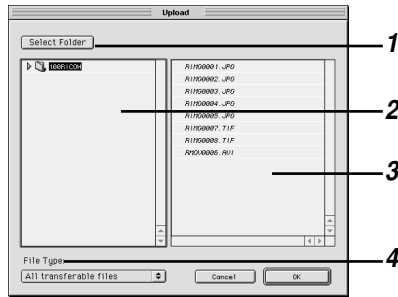 Upload
Select Folder
1
100RICOH
RIMG0001.JPG
RIMG0002.JPG
RIMG0003.JPG
RIMG0004.JPG
RIMG0005.JPG
RIMG0007.TIF
RIMG0008.TIF
RMOV0006.AVI
2
3
File Type:
4
All transferable files
Cancel
OK